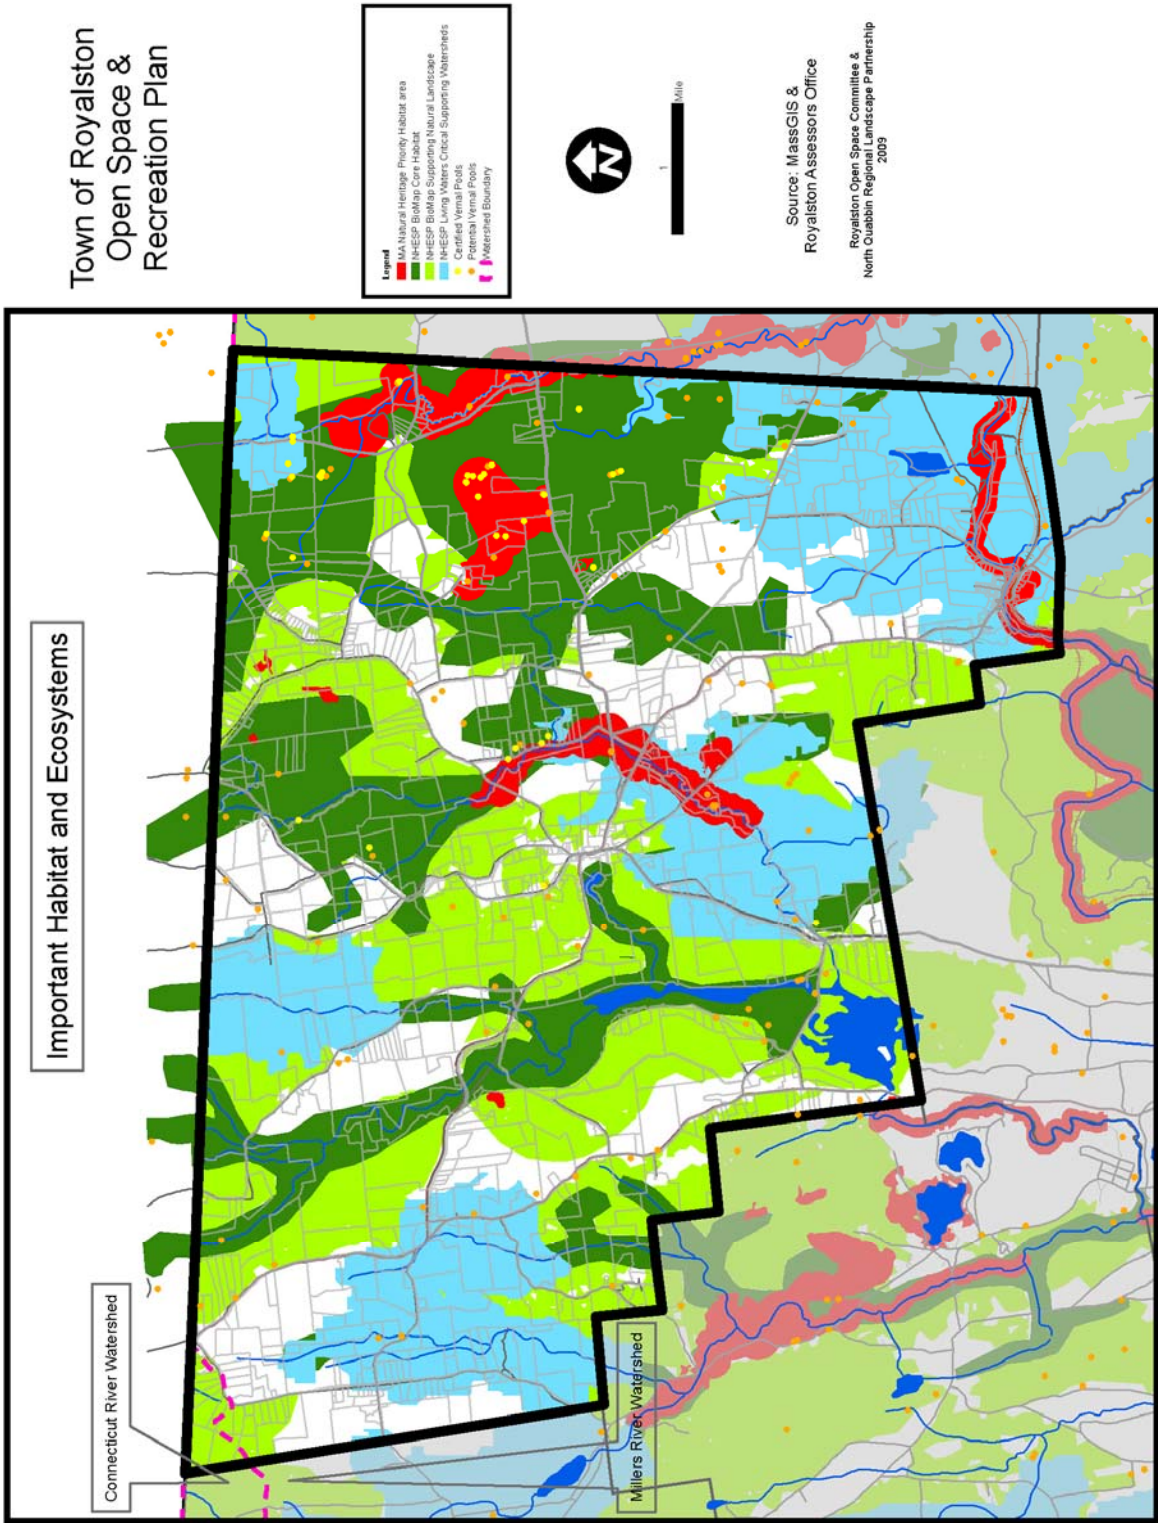 Important Habitat and Ecosystems
Town of Royalston
Open Space &
Recreation Plan
Legend
MA Natural Heritage Priority Habitat area
NHESP BioMap Core Habitat
NHESP BioMap Supporting Natural Landscape
NHESP Living Waters Critical Supporting Watersheds
Certified Vernal Pools
Potential Vernal Pools
Watershed Boundary
N
1
Mile
Source: MassGIS &
Royalston Assessors Office
Royalston Open Space Committee &
North Quabbin Regional Landscape Partnership
2009
Connecticut River Watershed
Millers River Watershed